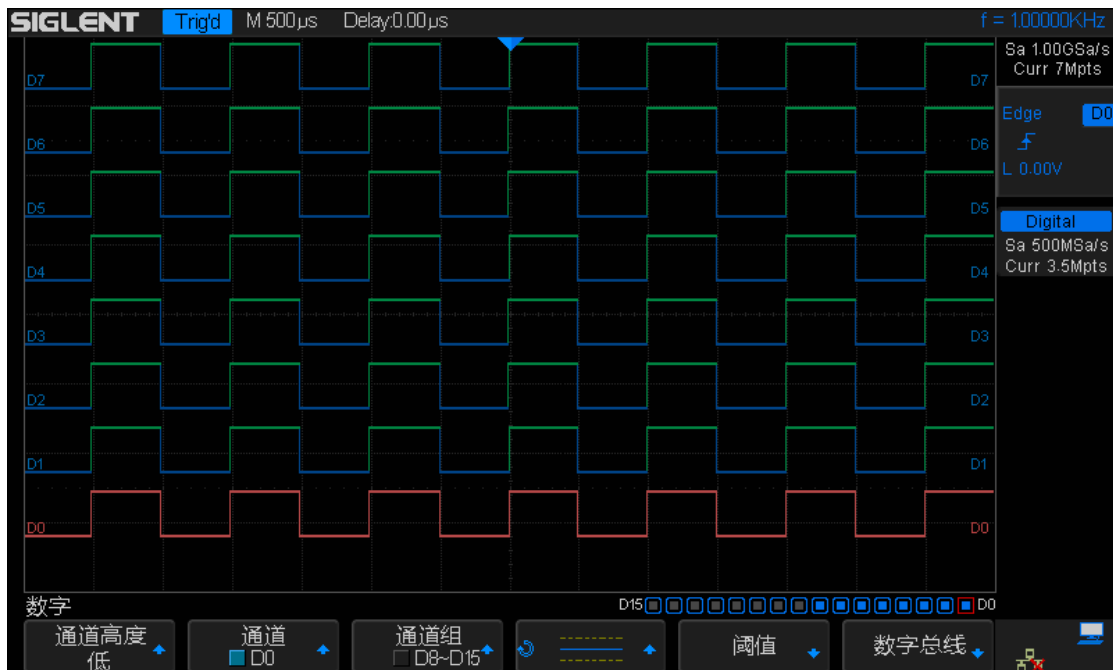 SIGLENT Trig'd M 500µs Delay:0.00µs f = 1.00000KHz
Sa 1.00GSa/s
Curr 7Mpts
Edge D0
L 0.00V
Digital
Sa 500MSa/s
Curr 3.5Mpts
D7 D7
D6 D6
D5 D5
D4 D4
D3 D3
D2 D2
D1 D1
D0 D0
数字 D15 D0
通道高度 通道 通道组 阈值 数字总线
低 D0 D8~D15